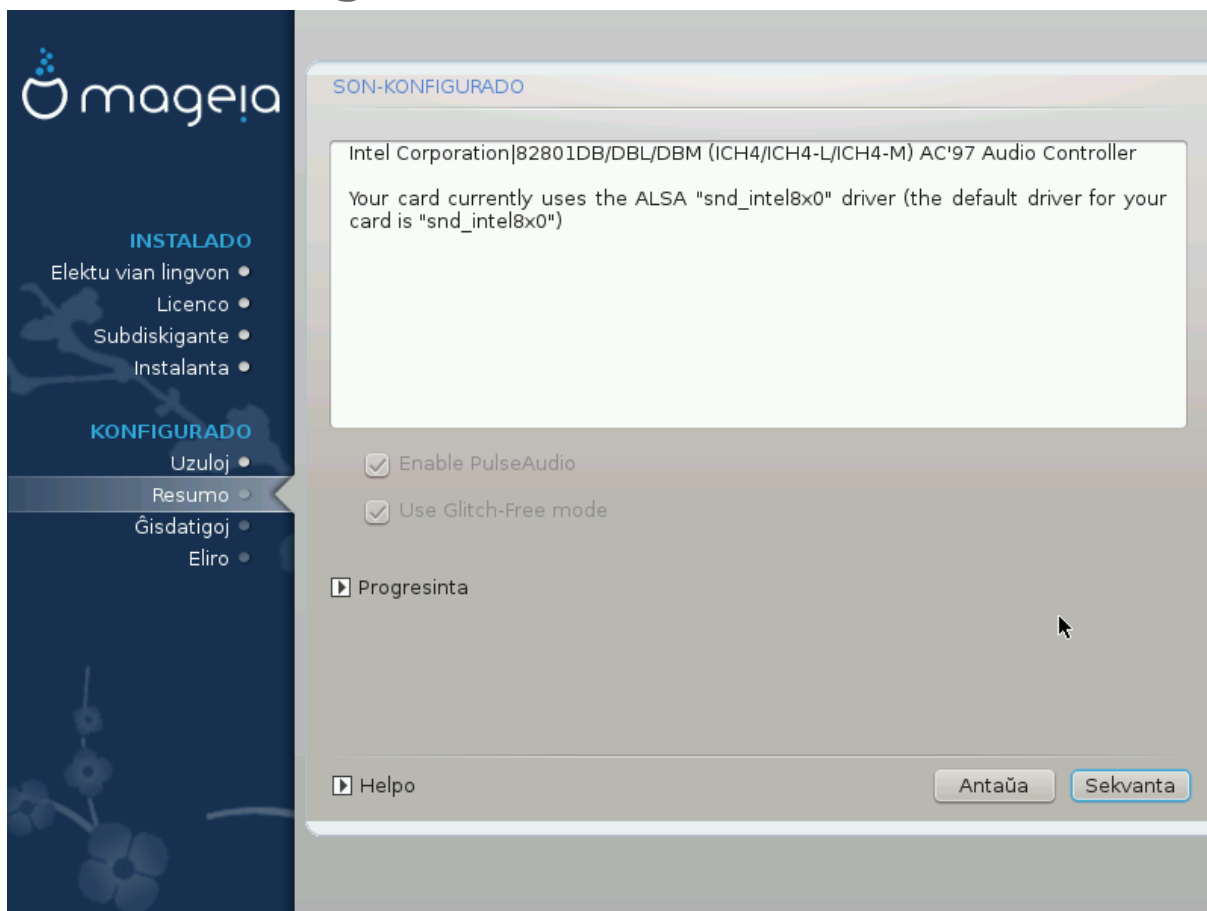 mageia
INSTALADO
Elektu vian lingvon
Licenco
Subdiskigante
Instalanta
KONFIGURADO
Uzuloj
Resumo
Ĝisdatigoj
Eliro
SON-KONFIGURADO
Intel Corporation|82801DB/DBL/DBM (ICH4/ICH4-L/ICH4-M) AC'97 Audio Controller
Your card currently uses the ALSA "snd_intel8x0" driver (the default driver for your
card is "snd_intel8x0")
Enable PulseAudio
Use Glitch-Free mode
Progresinta
Helpo
Antaŭa
Sekvanta